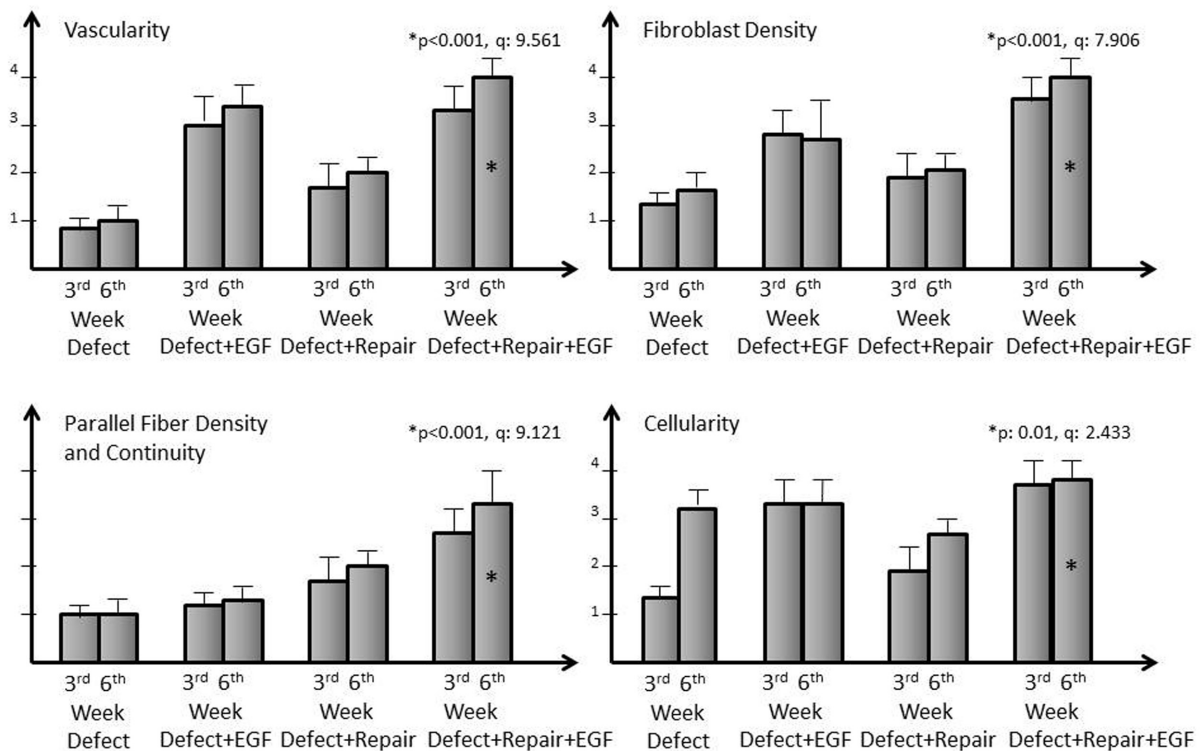 Vascularity
*p<0.001, q: 9.561
4
3
2
1
*
3rd 6th 3rd 6th 3rd 6th 3rd 6th
Week Week Week Week
Defect Defect+EGF Defect+Repair Defect+Repair+EGF
Fibroblast Density
*p<0.001, q: 7.906
4
3
2
1
*
3rd 6th 3rd 6th 3rd 6th 3rd 6th
Week Week Week Week
Defect Defect+EGF Defect+Repair Defect+Repair+EGF
Parallel Fiber Density
and Continuity
*p<0.001, q: 9.121
*
3rd 6th 3rd 6th 3rd 6th 3rd 6th
Week Week Week Week
Defect Defect+EGF Defect+Repair Defect+Repair+EGF
Cellularity
*p: 0.01, q: 2.433
4
3
2
1
*
3rd 6th 3rd 6th 3rd 6th 3rd 6th
Week Week Week Week
Defect Defect+EGF Defect+Repair Defect+Repair+EGF